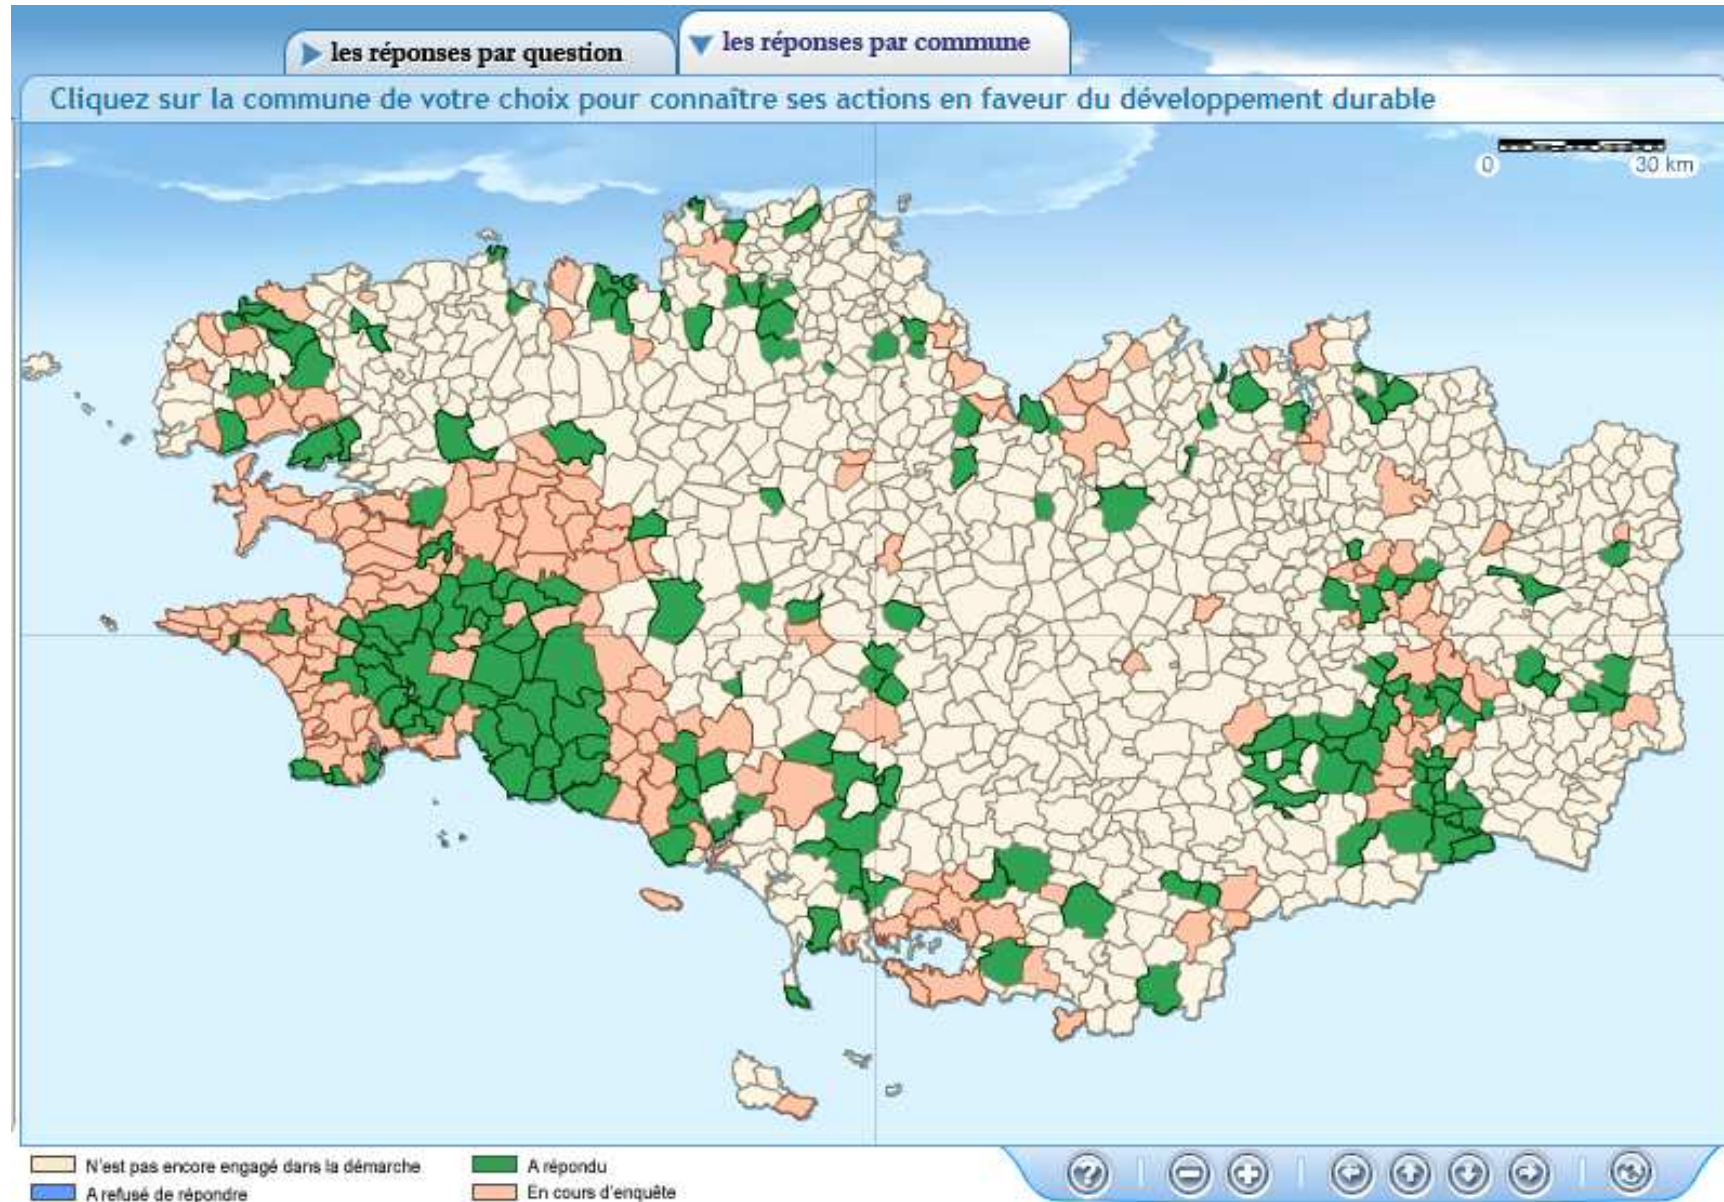 les réponses par question
les réponses par commune
Cliquez sur la commune de votre choix pour connaître ses actions en faveur du développement durable
0 30 km
N'est pas encore engagé dans la démarche
A répondu
A refusé de répondre
En cours d'enquête
?